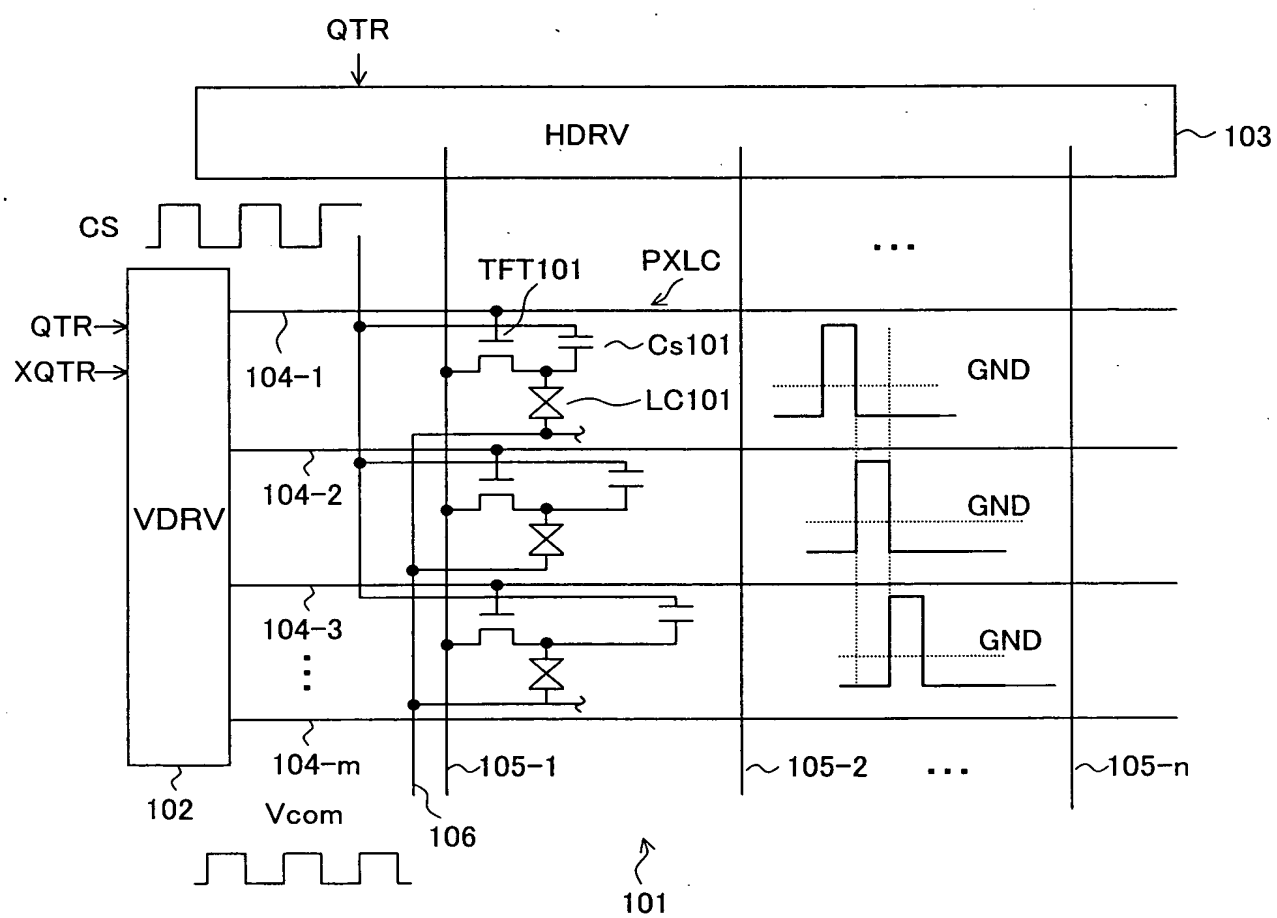 QTR
HDRV
103
CS
...
TFT101
PXLC
QTR
XQTR
104-1
Cs101
LC101
GND
104-2
VDRV
GND
104-3
GND
104-m
105-1
105-2
...
105-n
102
Vcom
106
101